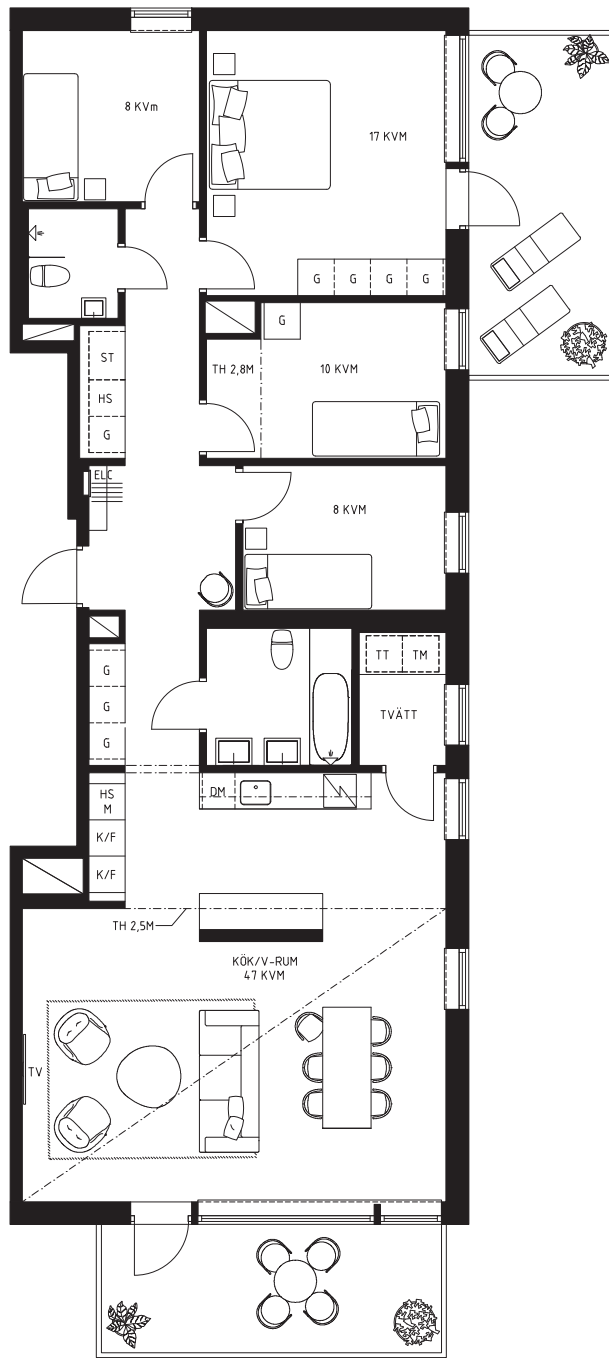 8 KVm
17 KVM
G G G G
G
ST
TH 2,8M
10 KVM
HS
G
ELC
8 KVM
TT TM
G
G
TVÄTT
G
HS
M
DM
K/F
K/F
TH 2,5M
KÖK/V-RUM
47 KVM
TV